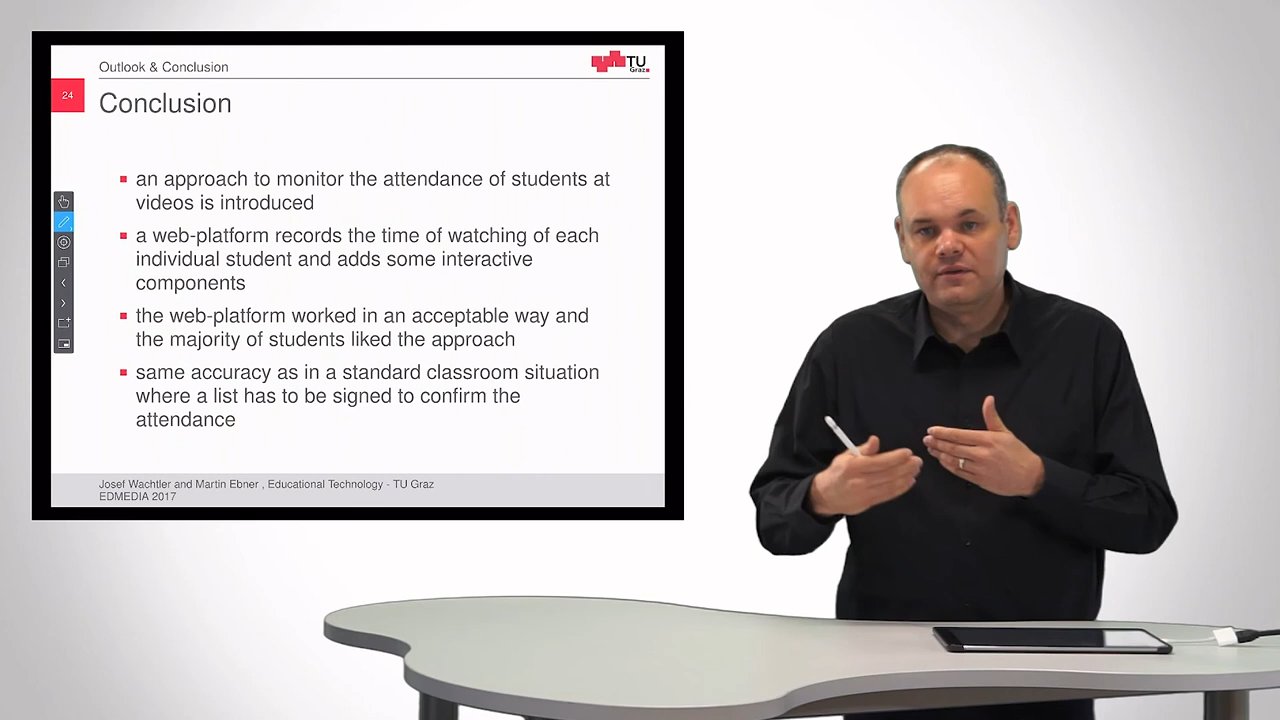 Outlook & Conclusion
TU
Graz
24
Conclusion
an approach to monitor the attendance of students at
videos is introduced
a web-platform records the time of watching of each
individual student and adds some interactive
components
the web-platform worked in an acceptable way and
the majority of students liked the approach
same accuracy as in a standard classroom situation
where a list has to be signed to confirm the
attendance
Josef Wachtler and Martin Ebner , Educational Technology - TU Graz
EDMEDIA 2017